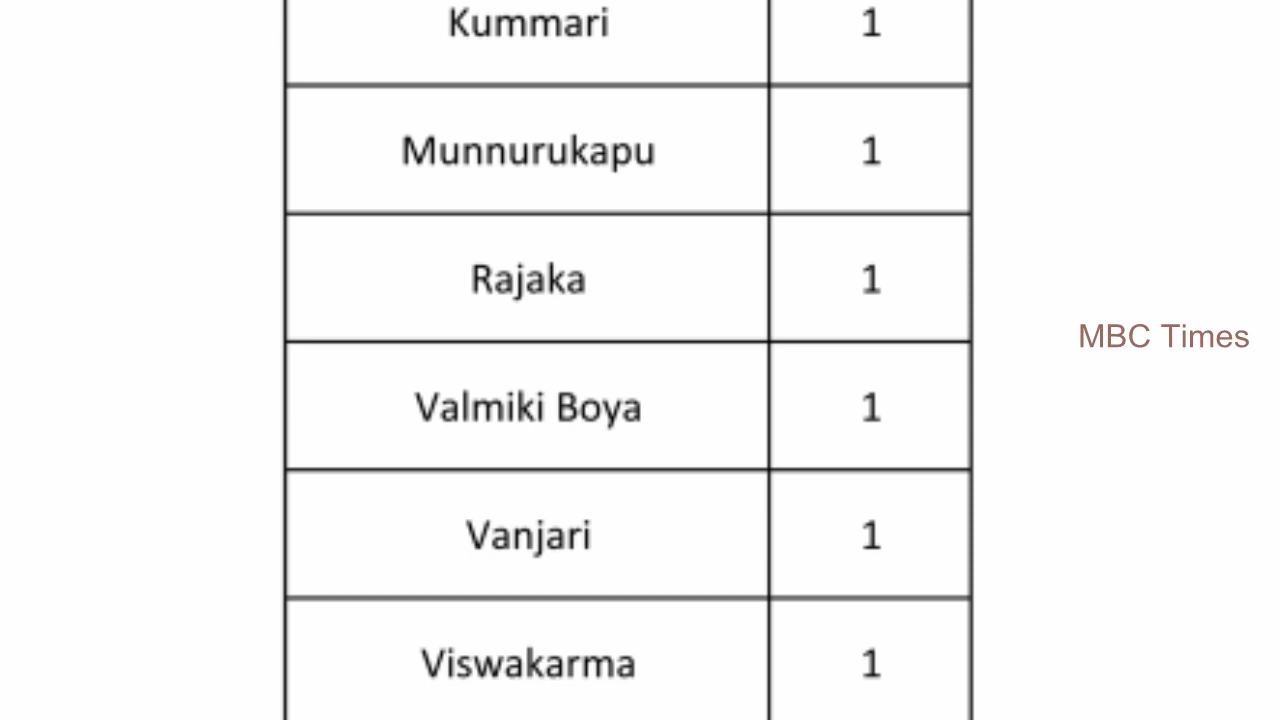 Kummari 1
Munnurukapu 1
Rajaka 1
MBC Times
Valmiki Boya 1
Vanjari 1
Viswakarma 1